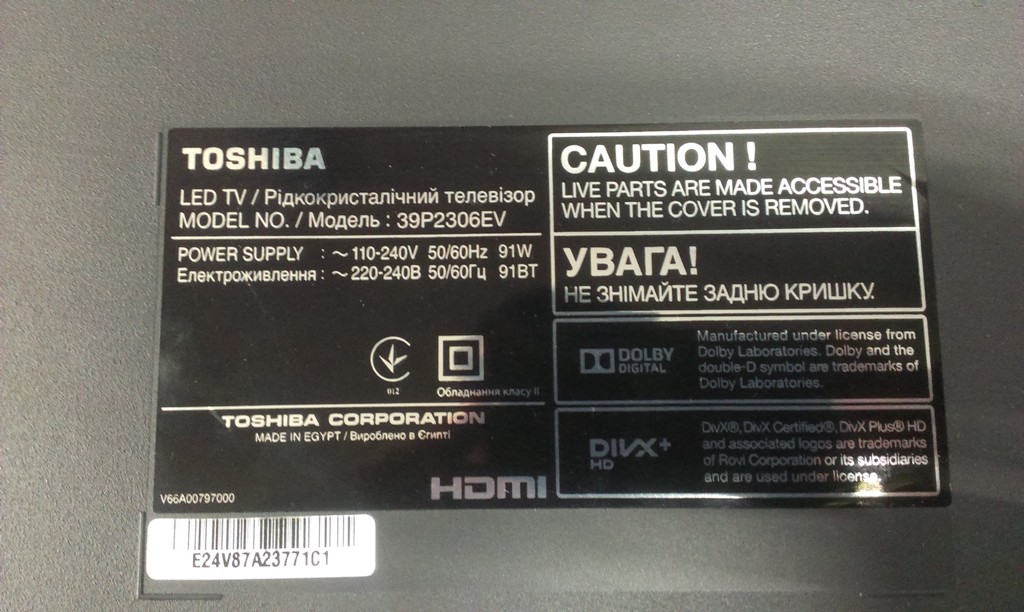 TOSHIBA
LED TV / Рідкокристалічний телевізор
MODEL NO. / Модель : 39P2306EV
POWER SUPPLY : ~ 110-240V 50/60Hz 91W
Електроживлення : ~ 220-240В 50/60Гц 91ВТ
012
Обладнання класу II
TOSHIBA CORPORATION
MADE IN EGYPT / Вироблено в Єгипті
V66A00797000
HDMI
CAUTION !
LIVE PARTS ARE MADE ACCESSIBLE
WHEN THE COVER IS REMOVED.
УВАГА!
НЕ ЗНІМАЙТЕ ЗАДНЮ КРИШКУ.
DOLBY
DIGITAL
Manufactured under license from
Dolby Laboratories. Dolby and the
double-D symbol are trademarks of
Dolby Laboratories.
DIVX+
HD
DivX®, DivX Certified®, DivX Plus® HD
and associated logos are trademarks
of Rovi Corporation or its subsidiaries
and are used under license.
E24V87A23771C1